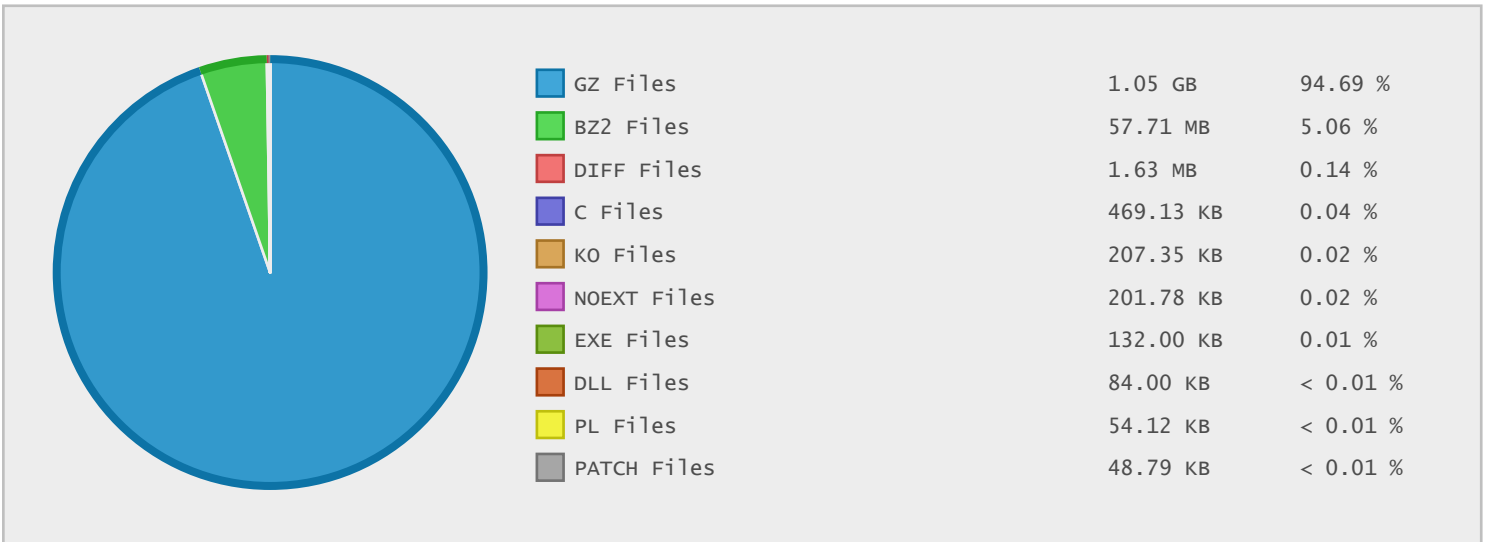 GZ Files 1.05 GB 94.69 %
BZ2 Files 57.71 MB 5.06 %
DIFF Files 1.63 MB 0.14 %
C Files 469.13 KB 0.04 %
KO Files 207.35 KB 0.02 %
NOEXT Files 201.78 KB 0.02 %
EXE Files 132.00 KB 0.01 %
DLL Files 84.00 KB < 0.01 %
PL Files 54.12 KB < 0.01 %
PATCH Files 48.79 KB < 0.01 %